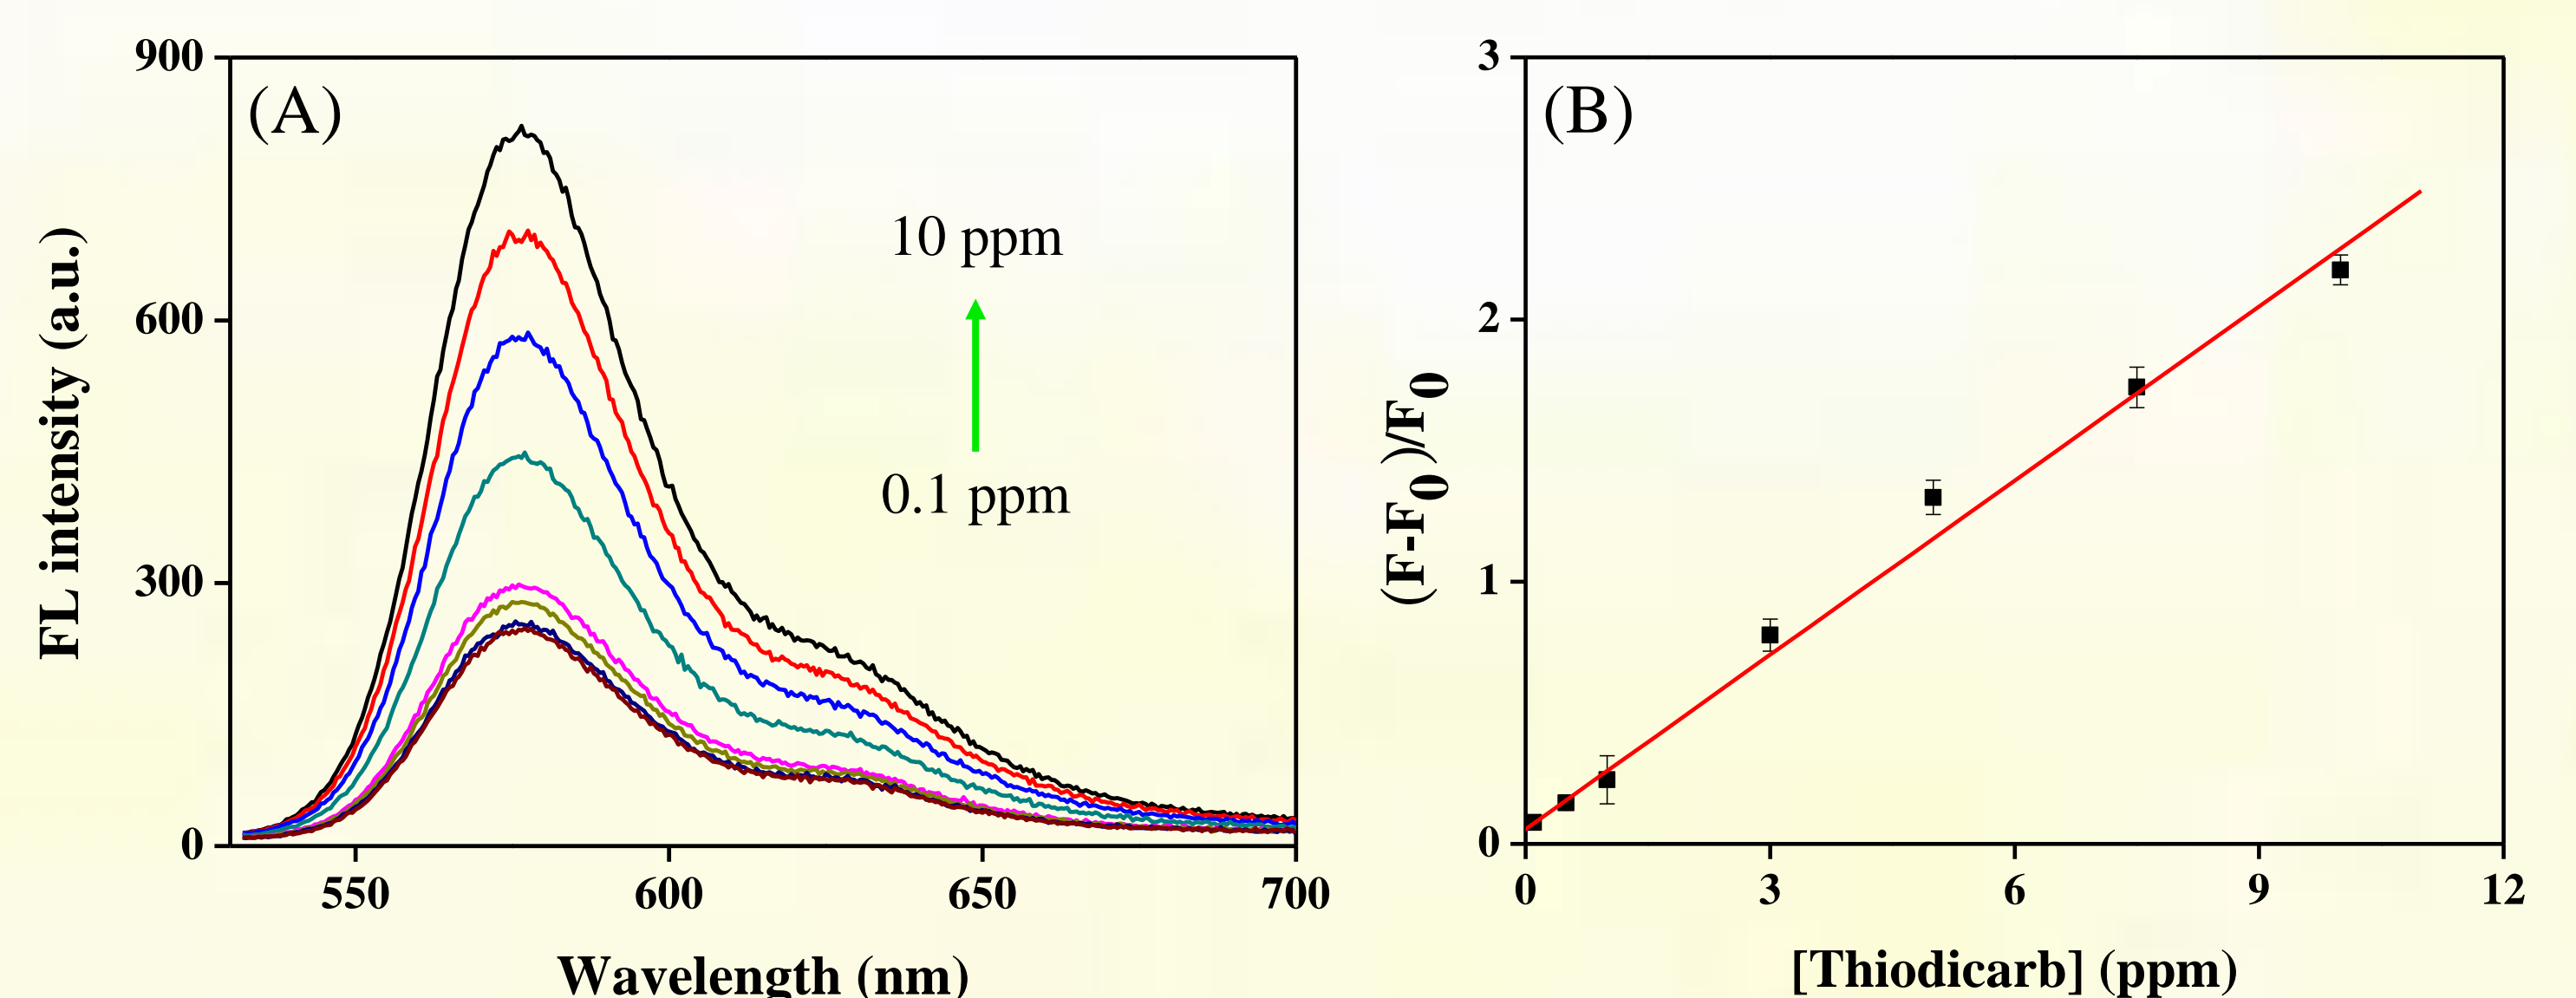 (A)
900
600
300
0
550 600 650 700
FL intensity (a.u.)
Wavelength (nm)
10 ppm
0.1 ppm
(B)
3
2
1
0
0 3 6 9 12
(F-F0)/F0
[Thiodicarb] (ppm)